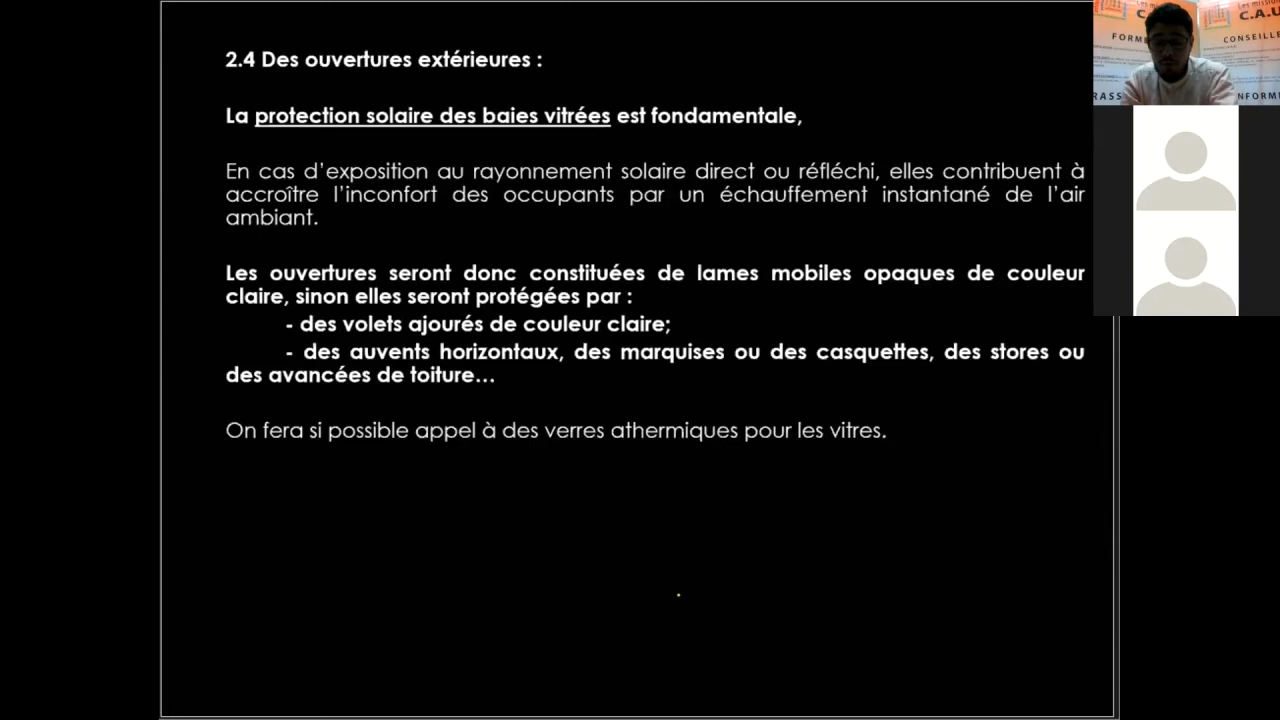 2.4 Des ouvertures extérieures :
La protection solaire des baies vitrées est fondamentale,
En cas d’exposition au rayonnement solaire direct ou réfléchi, elles contribuent à
accroître l’inconfort des occupants par un échauffement instantané de l’air
ambiant.
Les ouvertures seront donc constituées de lames mobiles opaques de couleur
claire, sinon elles seront protégées par :
- des volets ajourés de couleur claire;
- des auvents horizontaux, des marquises ou des casquettes, des stores ou
des avancées de toiture…
On fera si possible appel à des verres athermiques pour les vitres.
Les mission
C.A.U
CONSEILLE